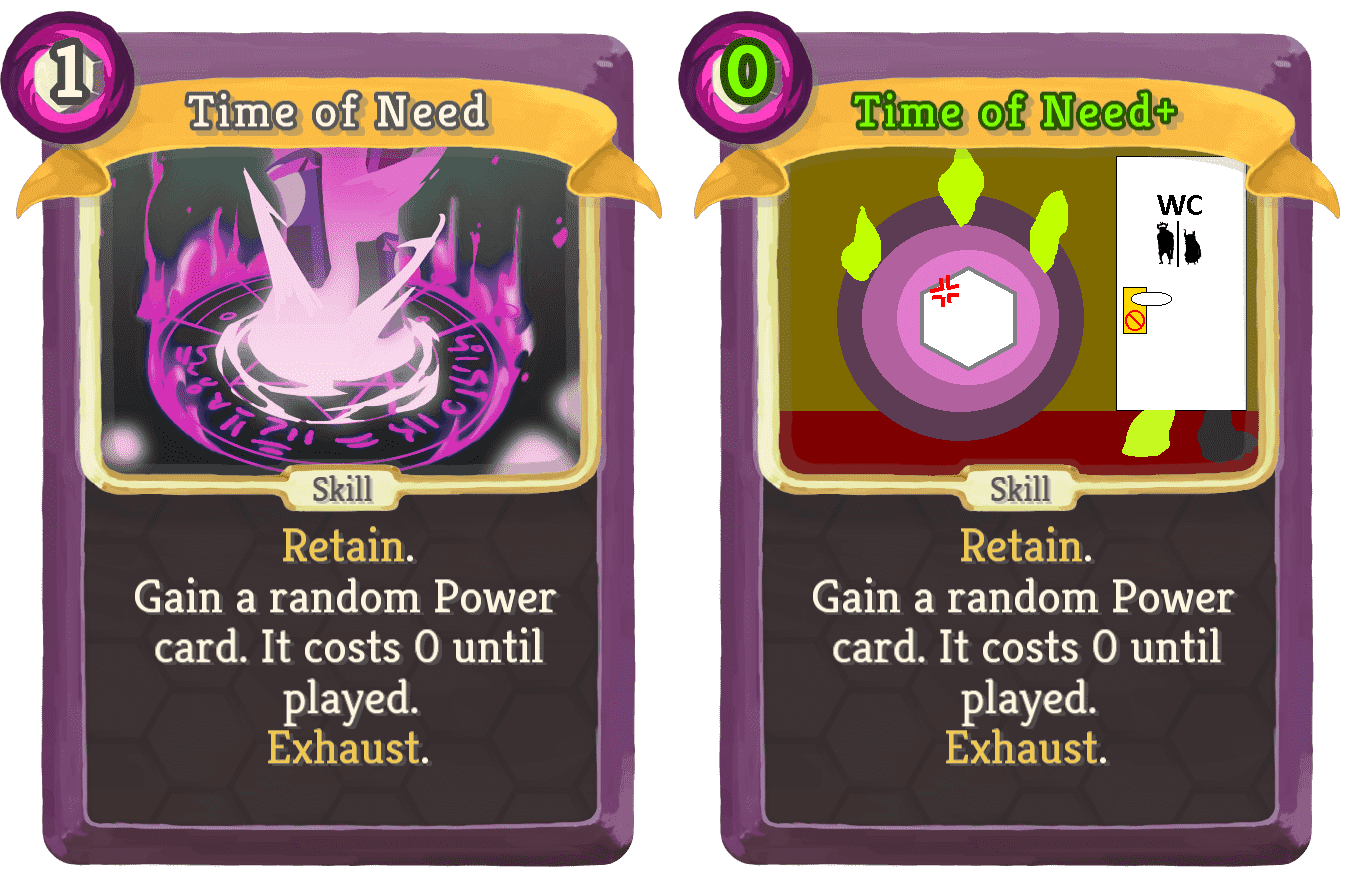 1
Time of Need
Skill
Retain.
Gain a random Power
card. It costs 0 until
played.
Exhaust.
0
Time of Need+
WC
Skill
Retain.
Gain a random Power
card. It costs 0 until
played.
Exhaust.